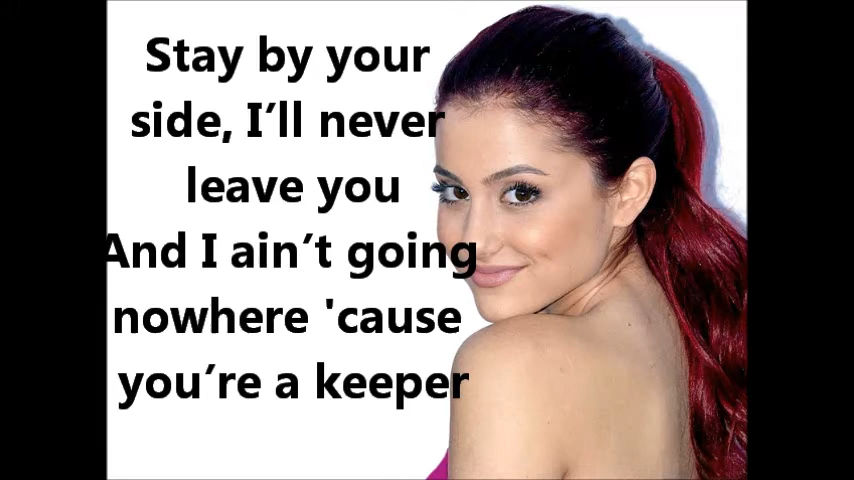 Stay by your
side, I’ll never
leave you
And I ain’t going
nowhere 'cause
you’re a keeper